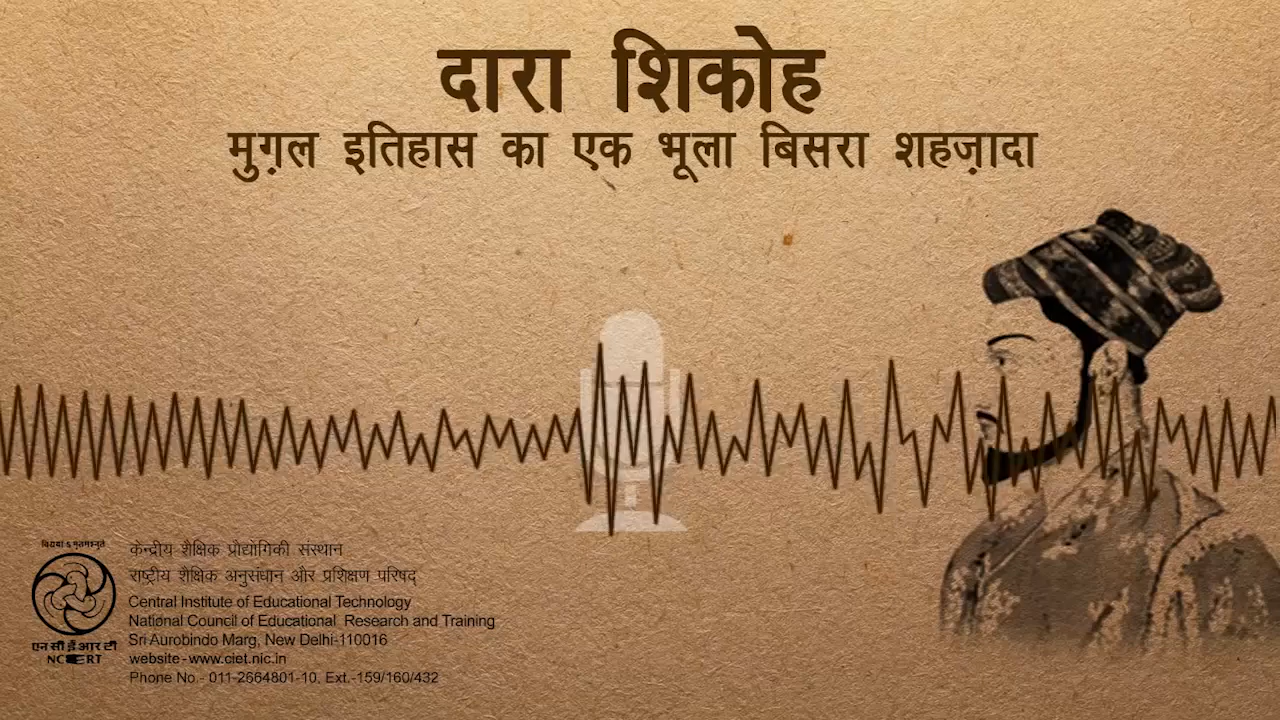 दारा शिकोह
मुग़ल इतिहास का एक भूला बिसरा शहज़ादा
विद्यया ऽ मृतमश्नुते
एन सी ई आर टी
NCERT
केन्द्रीय शैक्षिक प्रौद्योगिकी संस्थान
राष्ट्रीय शैक्षिक अनुसंधान और प्रशिक्षण परिषद्
Central Institute of Educational Technology
National Council of Educational Research and Training
Sri Aurobindo Marg, New Delhi-110016
website - www.ciet.nic.in
Phone No.- 011-2664801-10, Ext.-159/160/432